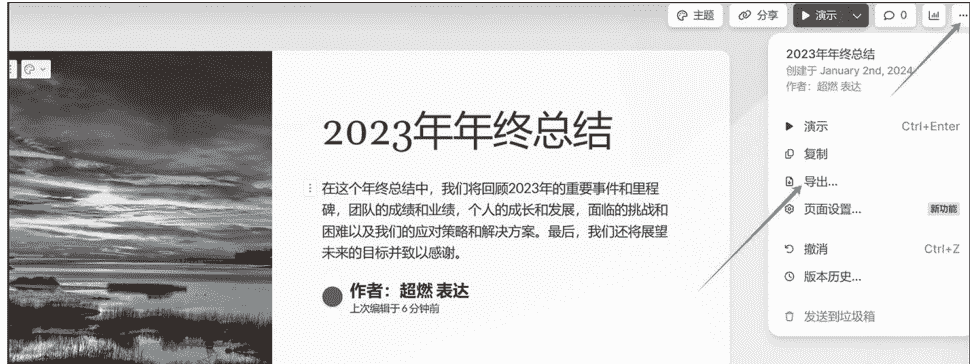 主题 分享 演示 0
2023年年终总结
创建于 January 2nd, 2024
作者：超燃 表达
演示 Ctrl+Enter
复制
导出...
页面设置... 新功能
撤消 Ctrl+Z
版本历史...
发送到垃圾箱
2023年年终总结
在这个年终总结中，我们将回顾2023年的重要事件和里程
碑，团队的成绩和业绩，个人的成长和发展，面临的挑战和
困难以及我们的应对策略和解决方案。最后，我们还将展望
未来的目标并致以感谢。
作者：超燃 表达
上次编辑于 6 分钟前